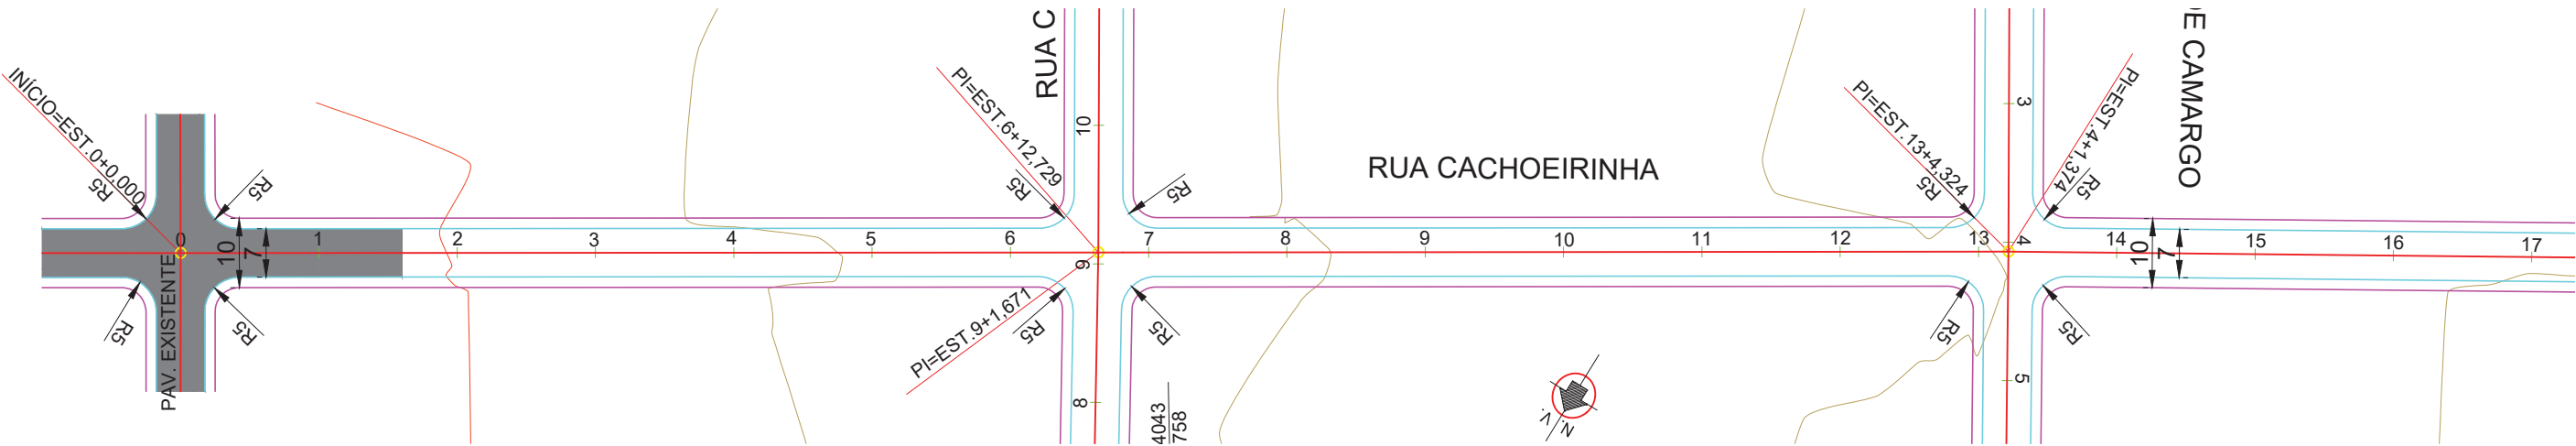 INÍCIO=EST.0+0,000
R5
R5
R5
R5
PAV. EXISTENTE
10
7
0
1
2
3
4
5
6
7
8
9
10
11
12
13
14
15
16
17
RUA C
10
9
8
PI=EST.6+12,729
R5
R5
PI=EST.9+1,671
R5
R5
4043
758
RUA CACHOEIRINHA
N. V.
PI=EST.13+4,324
R5
PI=EST.4+1,374
R5
R5
R5
3
4
5
DE CAMARGO
10
7